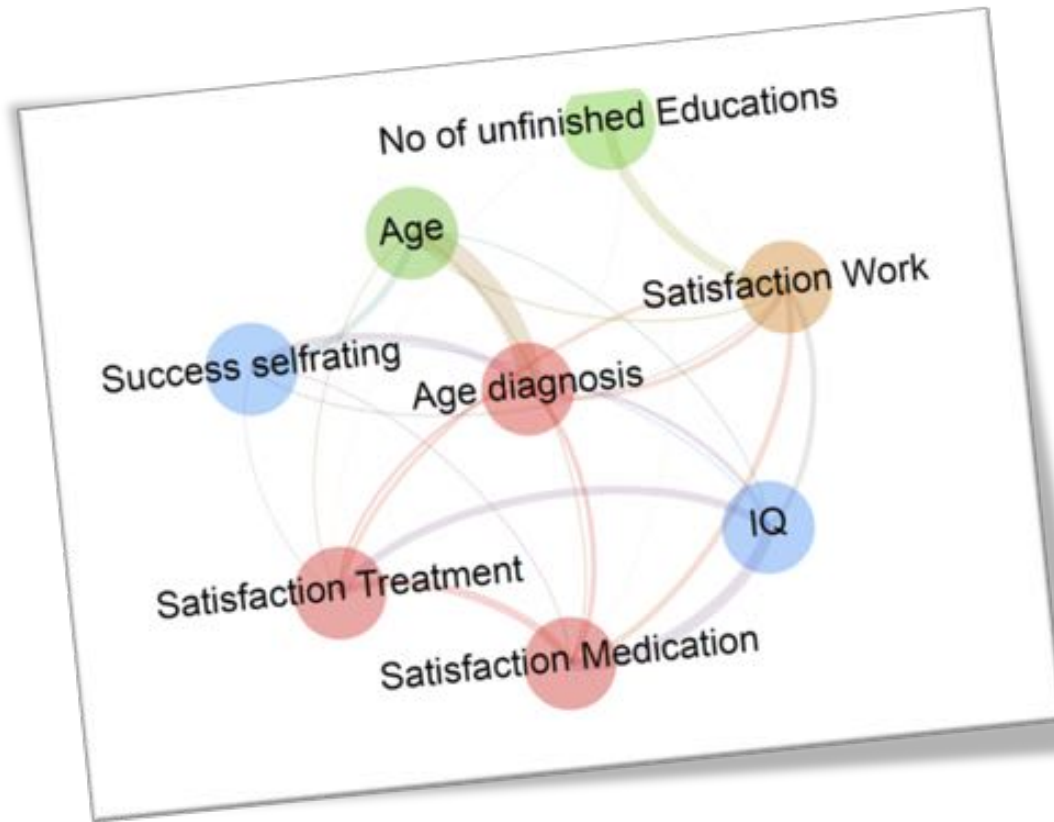 No of unfinished Educations
Age
Satisfaction Work
Success selfrating
Age diagnosis
IQ
Satisfaction Treatment
Satisfaction Medication